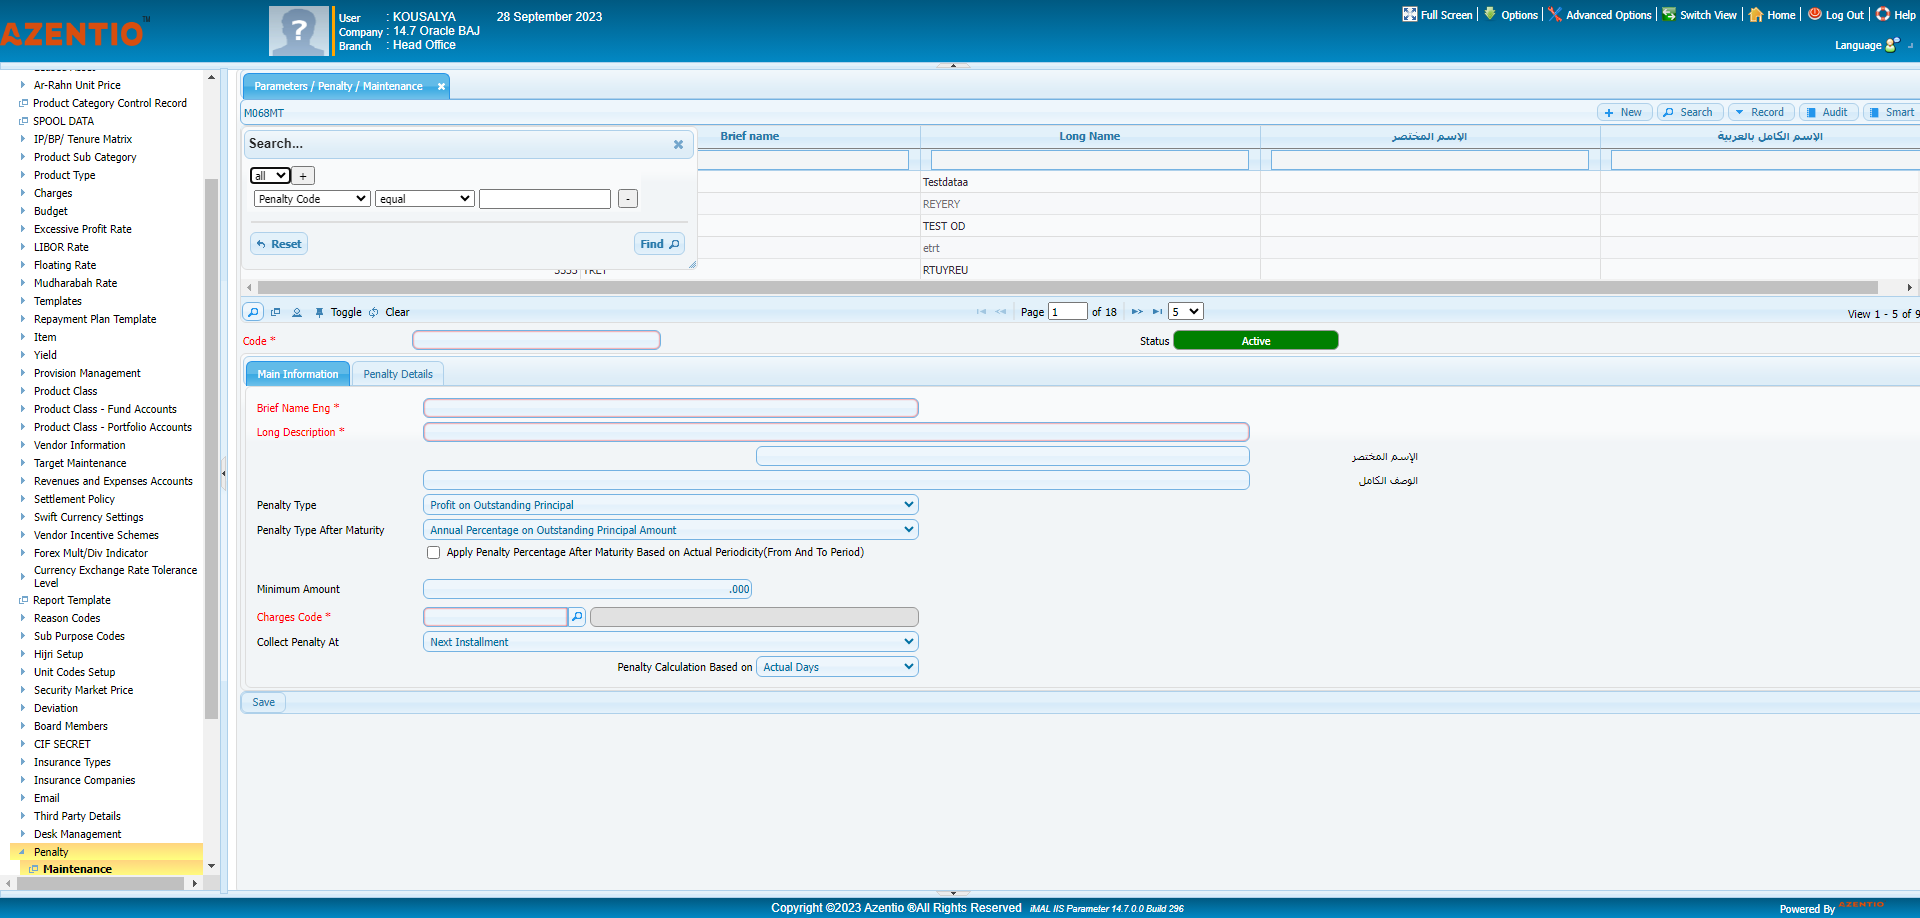 AZENTIO™
User : KOUSALYA 28 September 2023
Company : 14.7 Oracle BAJ
Branch : Head Office
Full Screen Options Advanced Options Switch View Home Log Out Help
Language
Ar-Rahn Unit Price
Product Category Control Record
SPOOL DATA
IP/BP/ Tenure Matrix
Product Sub Category
Product Type
Charges
Budget
Excessive Profit Rate
LIBOR Rate
Floating Rate
Mudharabah Rate
Templates
Repayment Plan Template
Item
Yield
Provision Management
Product Class
Product Class - Fund Accounts
Product Class - Portfolio Accounts
Vendor Information
Target Maintenance
Revenues and Expenses Accounts
Settlement Policy
Swift Currency Settings
Vendor Incentive Schemes
Forex Mult/Div Indicator
Currency Exchange Rate Tolerance
Level
Report Template
Reason Codes
Sub Purpose Codes
Hijri Setup
Unit Codes Setup
Security Market Price
Deviation
Board Members
CIF SECRET
Insurance Types
Insurance Companies
Email
Third Party Details
Desk Management
Penalty
Maintenance
Parameters / Penalty / Maintenance
M068MT
New Search Record Audit Smart
Search...
all +
Penalty Code equal -
Reset Find
Brief name Long Name الإسم المختصر الإسم الكامل بالعربية
Testdataa
REYERY
TEST OD
etrt
RTUYREU
Toggle Clear
Page 1 of 18 5
View 1 - 5 of 9
Code *
Status Active
Main Information Penalty Details
Brief Name Eng *
Long Description *
الإسم المختصر
الوصف الكامل
Penalty Type Profit on Outstanding Principal
Penalty Type After Maturity Annual Percentage on Outstanding Principal Amount
Apply Penalty Percentage After Maturity Based on Actual Periodicity(From And To Period)
Minimum Amount .000
Charges Code *
Collect Penalty At Next Installment
Penalty Calculation Based on Actual Days
Save
Copyright ©2023 Azentio ®All Rights Reserved iMAL IIS Parameter 14.7.0.0 Build 296
Powered By AZENTIO